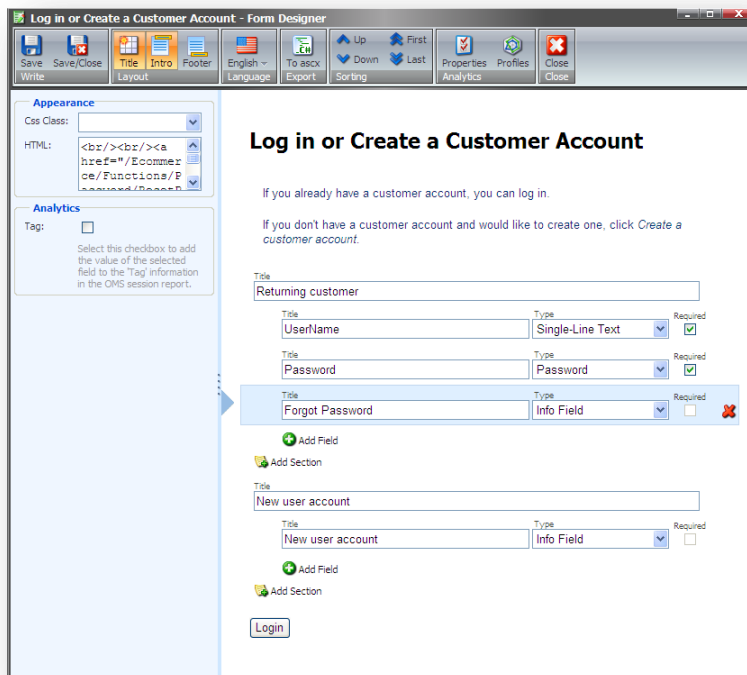 Log in or Create a Customer Account - Form Designer
Save Save/Close Title Intro Footer English To ascx Up First Down Last Properties Profiles Close
Write Layout Language Export Sorting Analytics Close
Appearance
Css Class:
HTML:
<br/><br/><a
href="/Ecommer
ce/Functions/P
assword/ResetP
Analytics
Tag:
Select this checkbox to add
the value of the selected
field to the 'Tag' information
in the OMS session report.
Log in or Create a Customer Account
If you already have a customer account, you can log in.
If you don't have a customer account and would like to create one, click Create a
customer account.
Title
Returning customer
Title Type Required
UserName Single-Line Text
Title Type Required
Password Password
Title Type Required
Forgot Password Info Field
Add Field
Add Section
Title
New user account
Title Type Required
New user account Info Field
Add Field
Add Section
Login